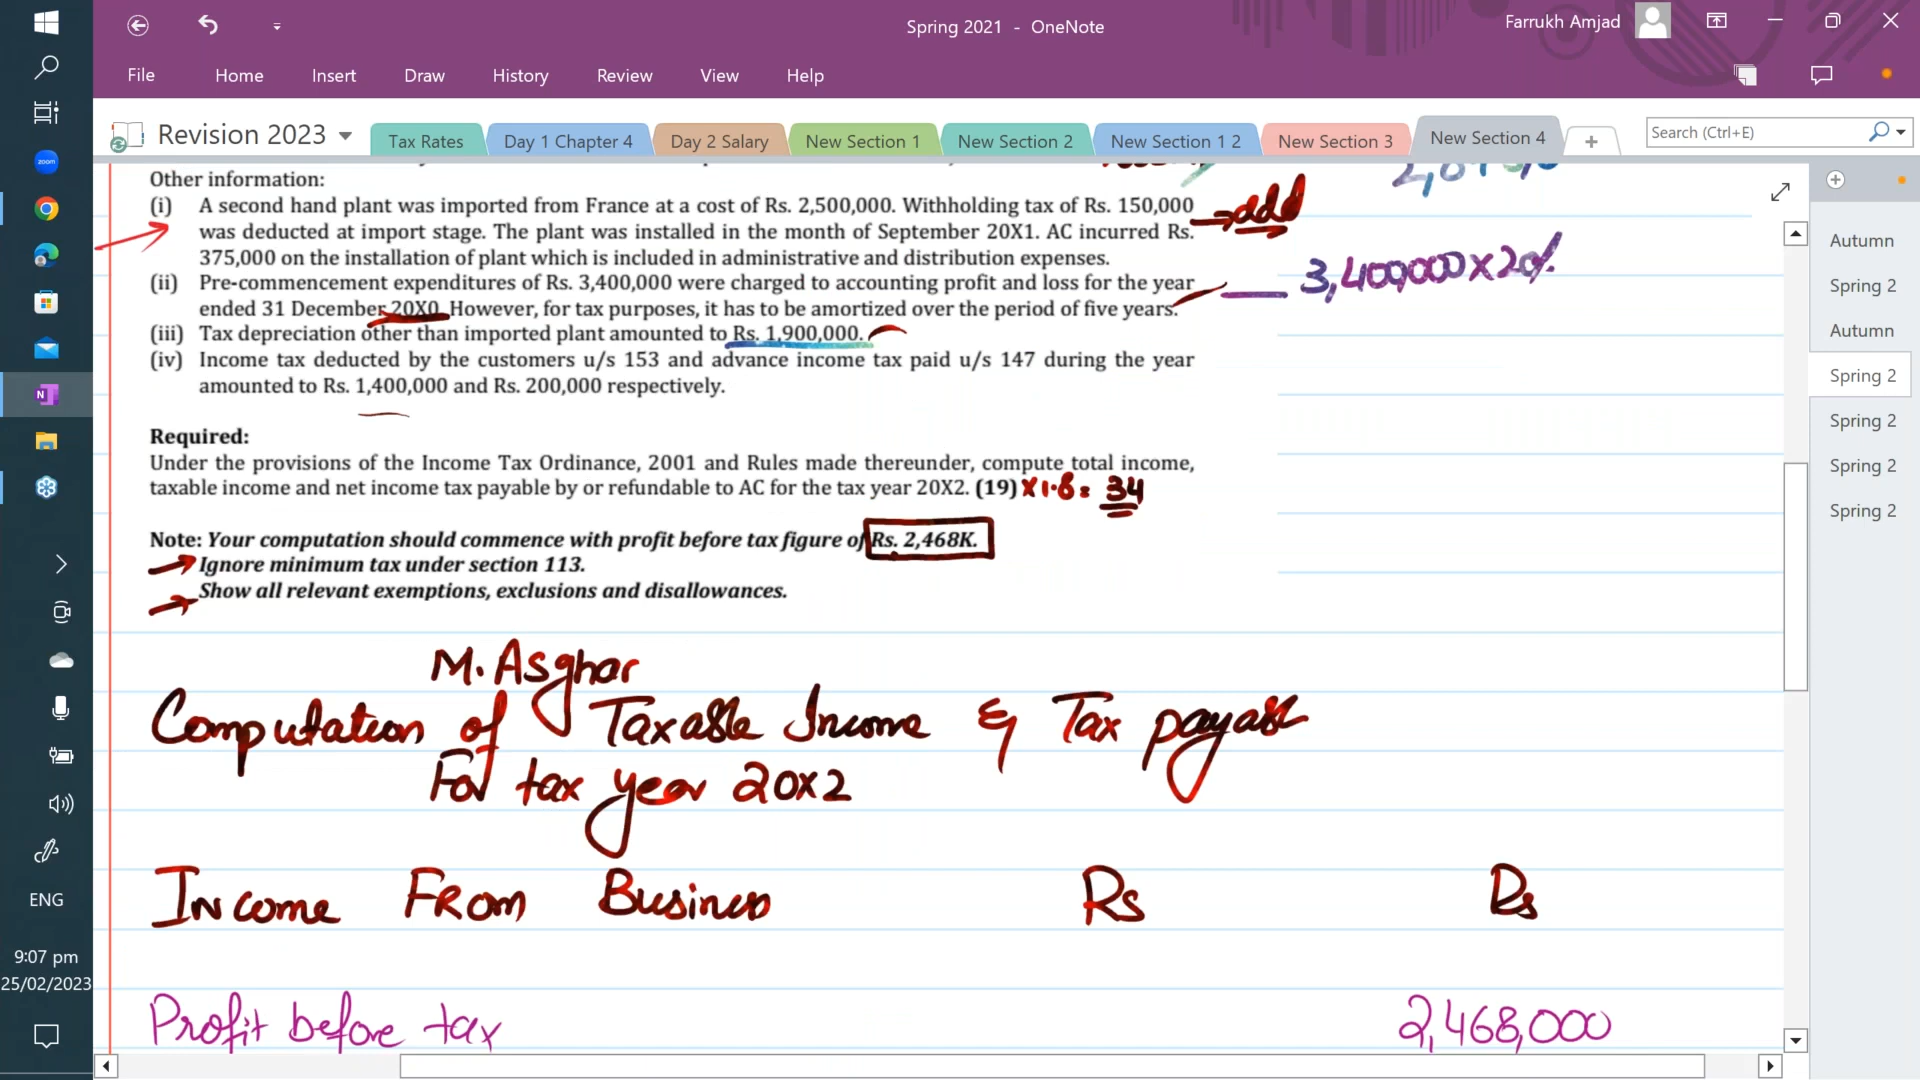 Spring 2021 - OneNote
Farrukh Amjad
File Home Insert Draw History Review View Help
Revision 2023
Tax Rates
Day 1 Chapter 4
Day 2 Salary
New Section 1
New Section 2
New Section 1 2
New Section 3
New Section 4
Search (Ctrl+E)
Other information:
(i) A second hand plant was imported from France at a cost of Rs. 2,500,000. Withholding tax of Rs. 150,000
was deducted at import stage. The plant was installed in the month of September 20X1. AC incurred Rs.
375,000 on the installation of plant which is included in administrative and distribution expenses.
add
(ii) Pre-commencement expenditures of Rs. 3,400,000 were charged to accounting profit and loss for the year
ended 31 December 20X0. However, for tax purposes, it has to be amortized over the period of five years.
3,400,000 x 20%
(iii) Tax depreciation other than imported plant amounted to Rs. 1,900,000.
(iv) Income tax deducted by the customers u/s 153 and advance income tax paid u/s 147 during the year
amounted to Rs. 1,400,000 and Rs. 200,000 respectively.
Required:
Under the provisions of the Income Tax Ordinance, 2001 and Rules made thereunder, compute total income,
taxable income and net income tax payable by or refundable to AC for the tax year 20X2. (19) x 1.8 = 34
Note: Your computation should commence with profit before tax figure of Rs. 2,468K.
Ignore minimum tax under section 113.
Show all relevant exemptions, exclusions and disallowances.
M. Asghar
Computation of Taxable Income & Tax payable
For tax year 20X2
Income From Business Rs Rs
Profit before tax 2,468,000
Autumn
Spring 2
Autumn
Spring 2
Spring 2
Spring 2
Spring 2
zoom
N
ENG
9:07 pm
25/02/2023